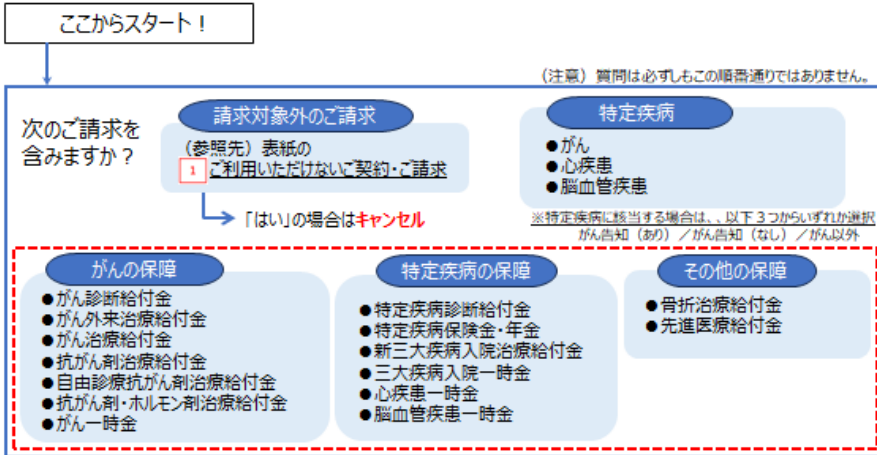 ここからスタート！
（注意）質問は必ずしもこの順番通りではありません。
次のご請求を
含みますか？
請求対象外のご請求
（参照先）表紙の
1 ご利用いただけないご契約・ご請求
「はい」の場合はキャンセル
特定疾病
●がん
●心疾患
●脳血管疾患
※特定疾病に該当する場合は、、以下３つからいずれか選択
がん告知（あり）／がん告知（なし）／がん以外
がんの保障
●がん診断給付金
●がん外来治療給付金
●がん治療給付金
●抗がん剤治療給付金
●自由診療抗がん剤治療給付金
●抗がん剤・ホルモン剤治療給付金
●がん一時金
特定疾病の保障
●特定疾病診断給付金
●特定疾病保険金・年金
●新三大疾病入院治療給付金
●三大疾病入院一時金
●心疾患一時金
●脳血管疾患一時金
その他の保障
●骨折治療給付金
●先進医療給付金